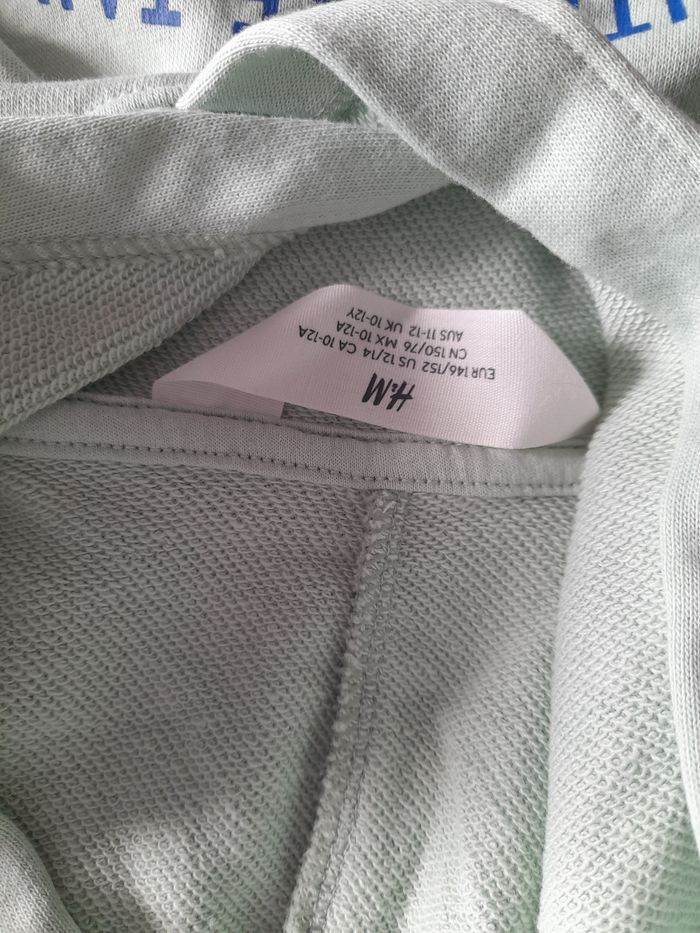 H&M
EUR 146/152 US 12/14 CA 10-12A
CN 150/76 MX 10-12A
AUS 11-12 UK 10-12Y